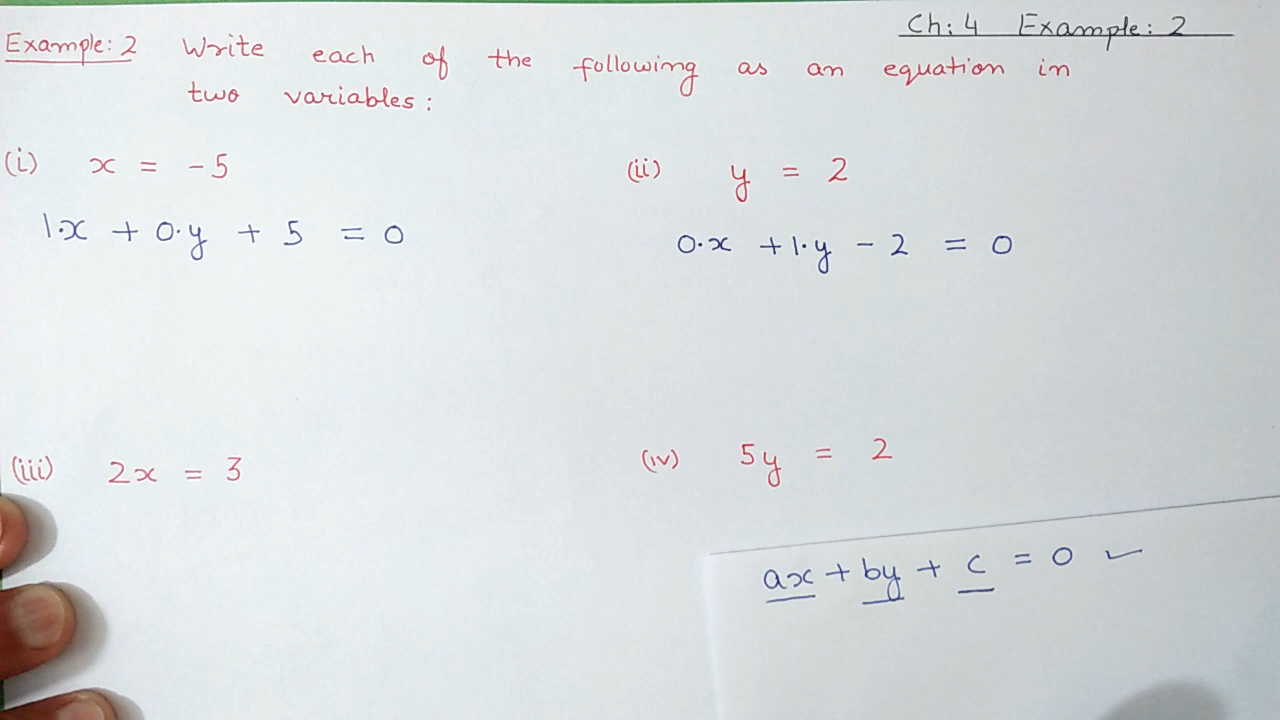 Ch: 4 Example: 2
Example: 2 Write each of the following as an equation in
two variables:
(i) x = -5
(ii) y = 2
1·x + 0·y + 5 = 0
0·x + 1·y - 2 = 0
(iii) 2x = 3
(iv) 5y = 2
ax + by + c = 0 ✓